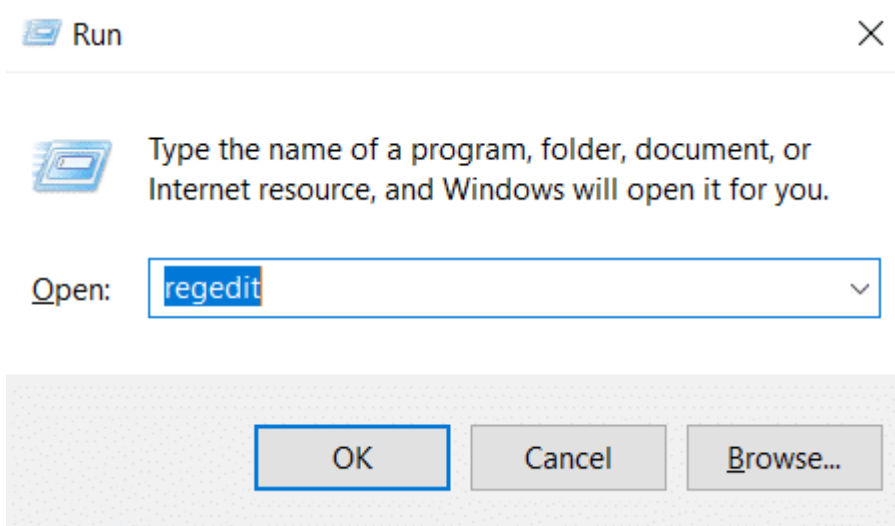 Run
Type the name of a program, folder, document, or
Internet resource, and Windows will open it for you.
Open: regedit
OK Cancel Browse...